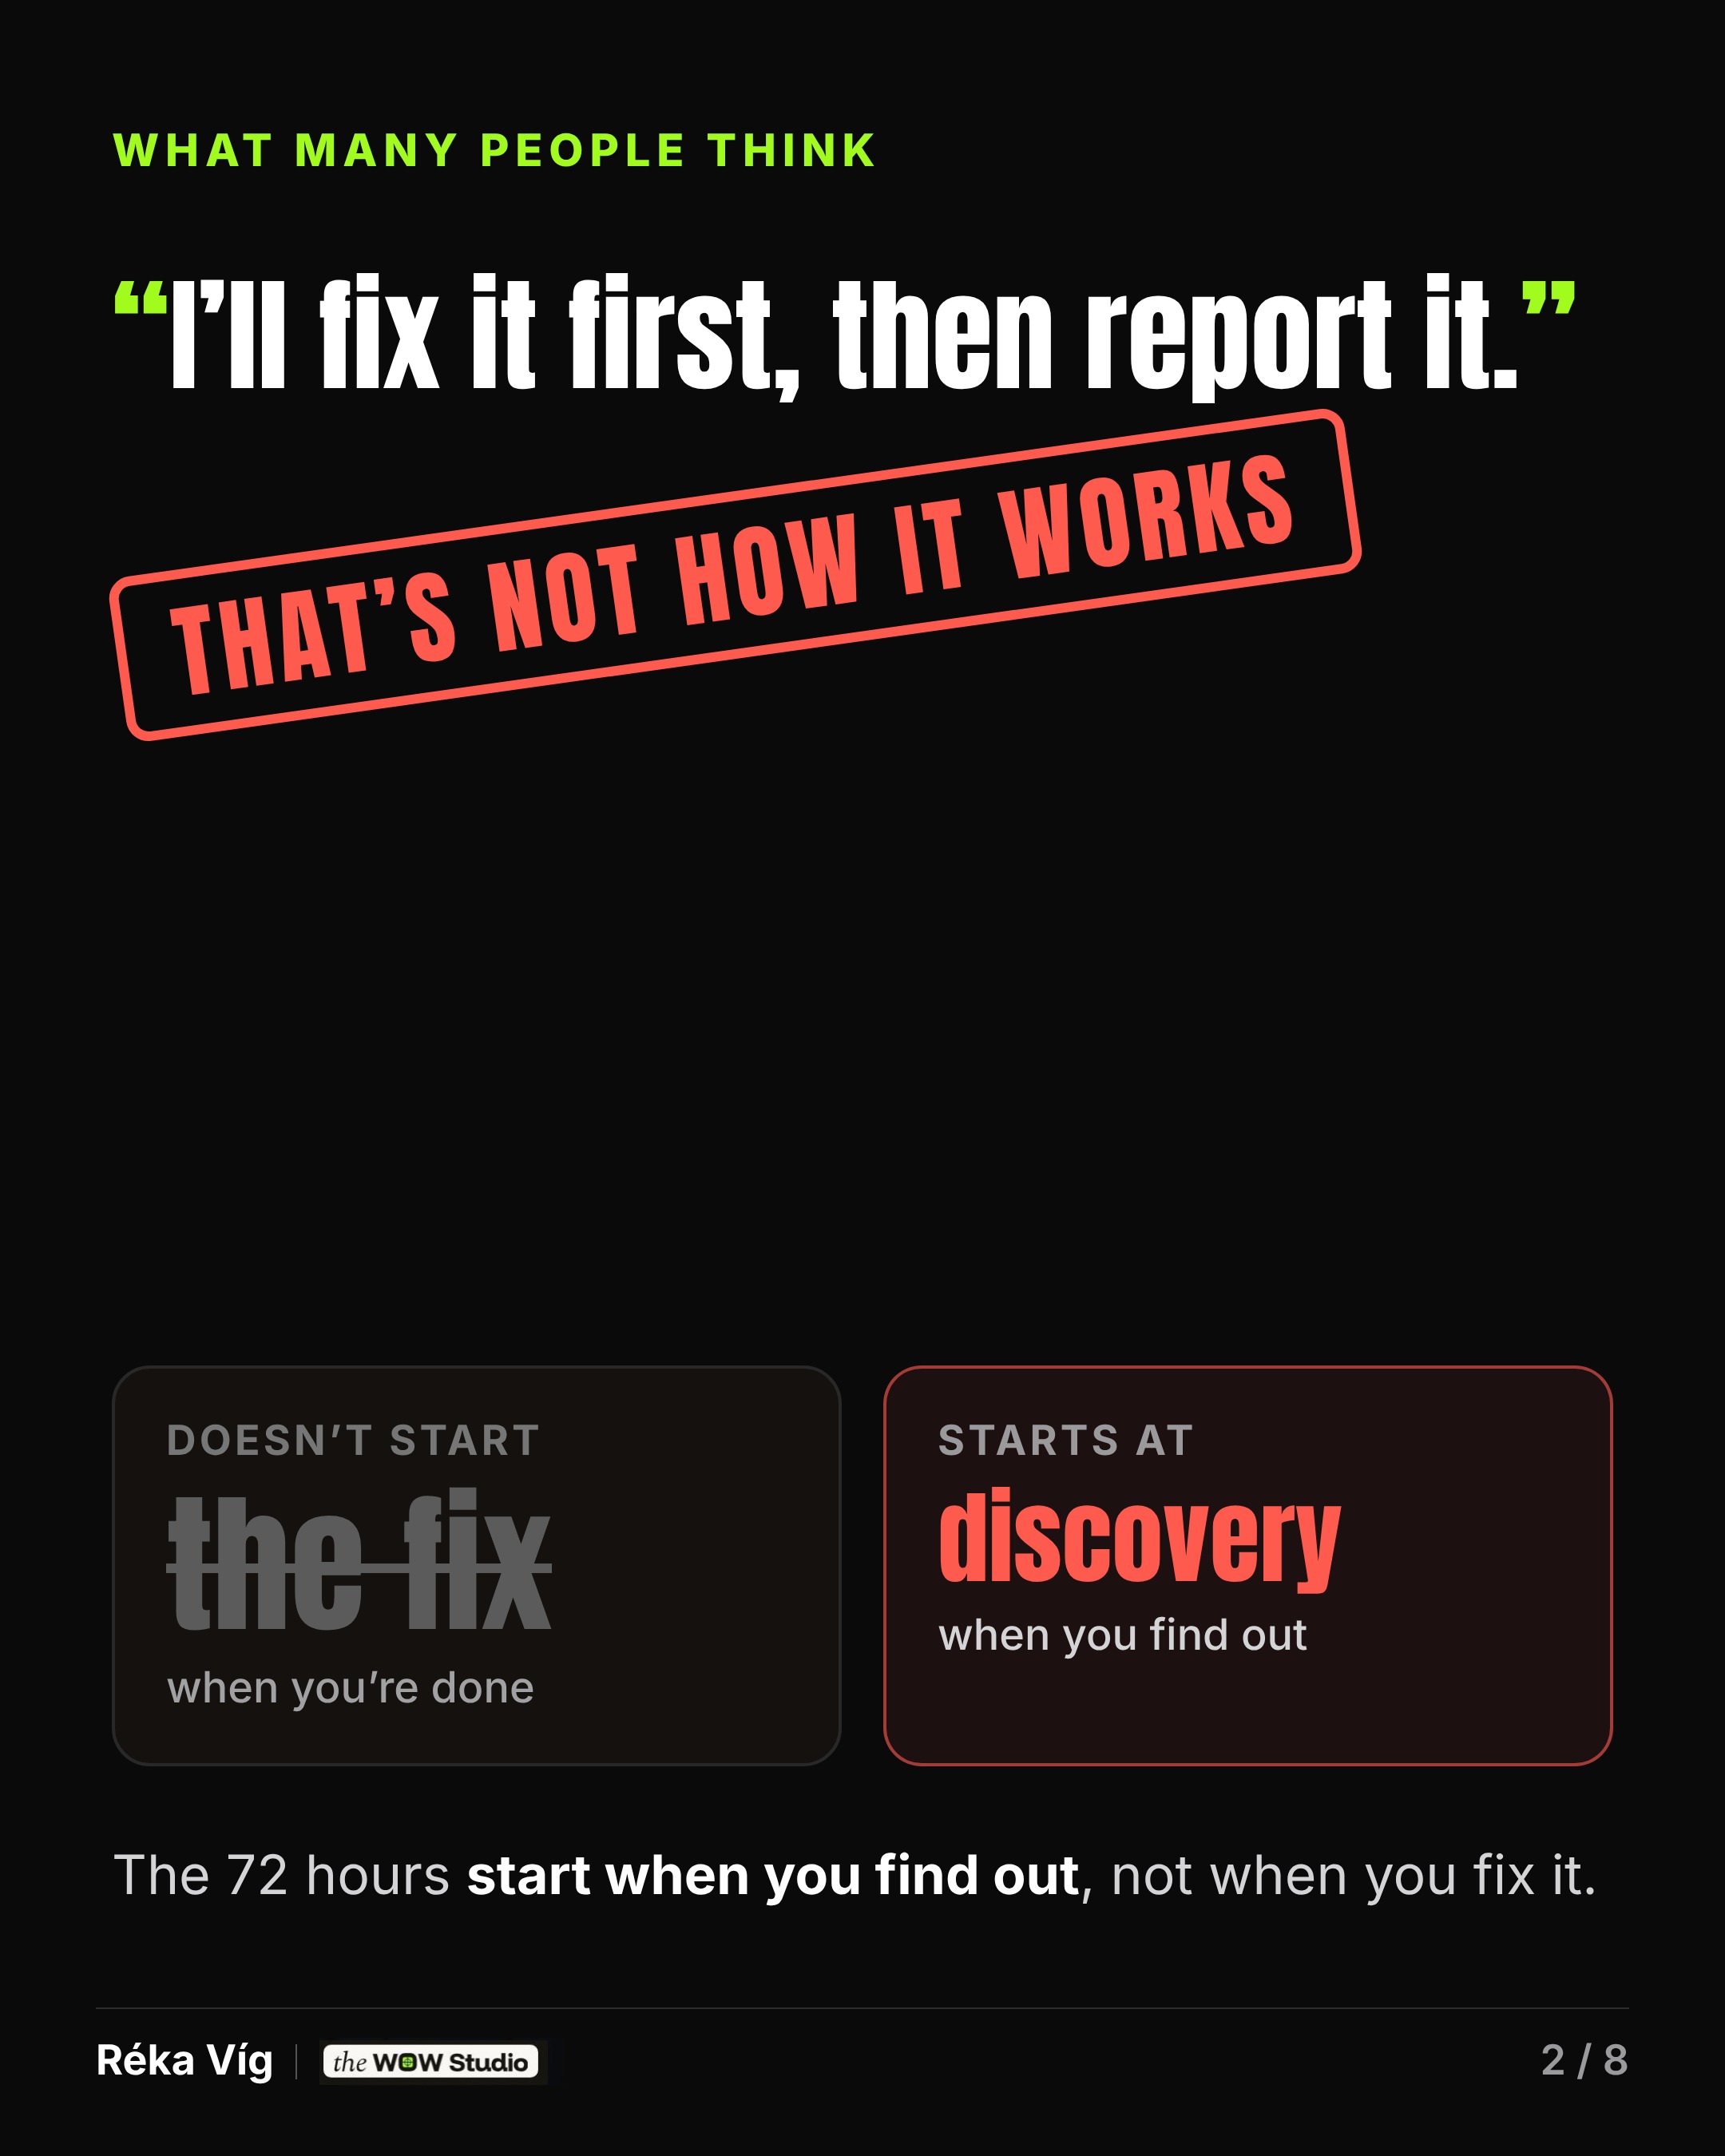 WHAT MANY PEOPLE THINK
“I’ll fix it first, then report it.”
THAT’S NOT HOW IT WORKS
DOESN’T START
the fix
when you’re done
STARTS AT
discovery
when you find out
The 72 hours start when you find out, not when you fix it.
Réka Víg
the WOW Studio
2 / 8